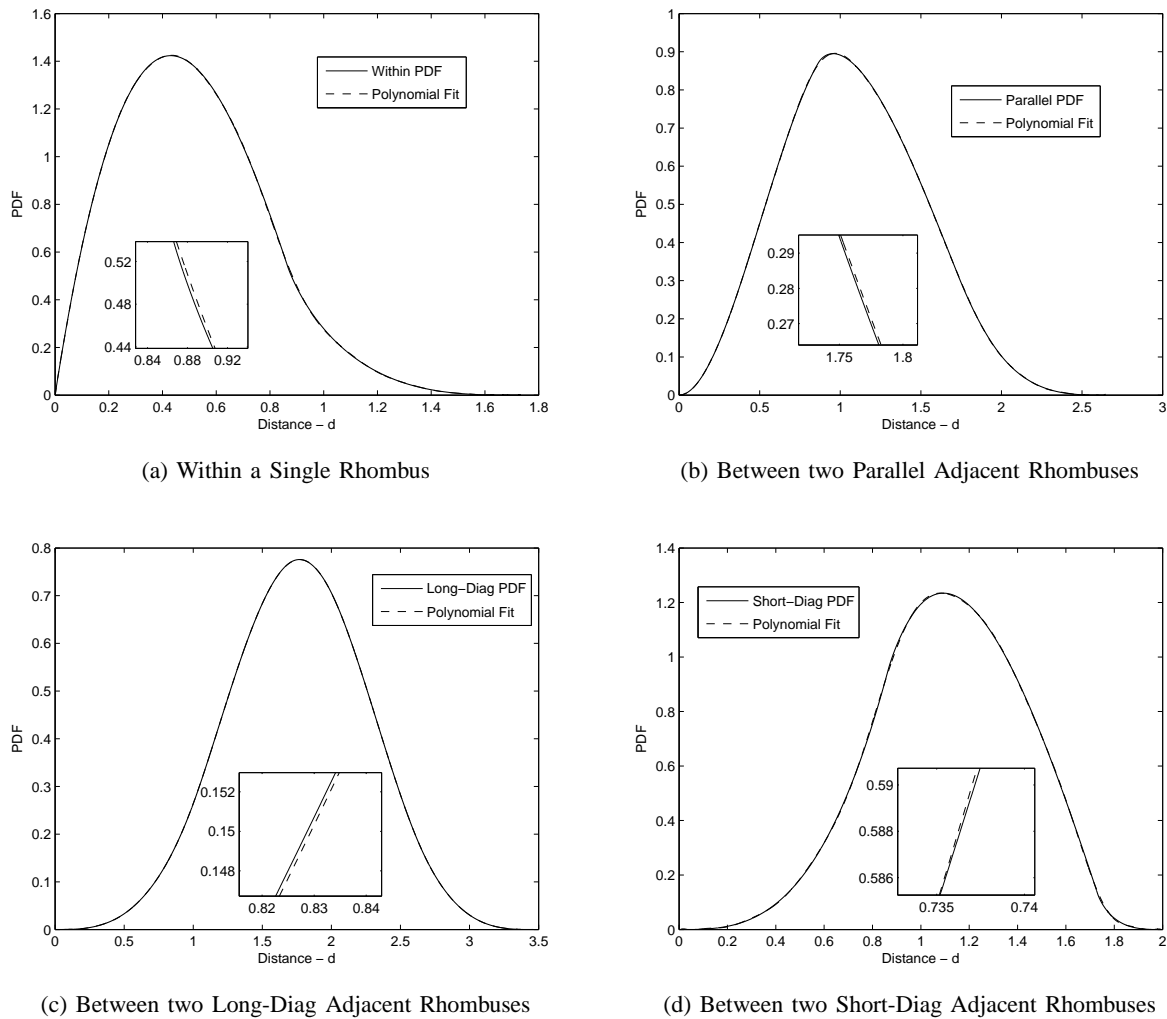 1.6
1.4
1.2
1
0.8
0.6
0.4
0.2
0
PDF
Within PDF
Polynomial Fit
0.52
0.48
0.44
0.84 0.88 0.92
0 0.2 0.4 0.6 0.8 1 1.2 1.4 1.6 1.8
Distance – d
(a) Within a Single Rhombus
1
0.9
0.8
0.7
0.6
0.5
0.4
0.3
0.2
0.1
0
PDF
Parallel PDF
Polynomial Fit
0.29
0.28
0.27
1.75 1.8
0 0.5 1 1.5 2 2.5 3
Distance – d
(b) Between two Parallel Adjacent Rhombuses
0.8
0.7
0.6
0.5
0.4
0.3
0.2
0.1
0
PDF
Long–Diag PDF
Polynomial Fit
0.152
0.15
0.148
0.82 0.83 0.84
0 0.5 1 1.5 2 2.5 3 3.5
Distance – d
(c) Between two Long-Diag Adjacent Rhombuses
1.4
1.2
1
0.8
0.6
0.4
0.2
0
PDF
Short–Diag PDF
Polynomial Fit
0.59
0.588
0.586
0.735 0.74
0 0.2 0.4 0.6 0.8 1 1.2 1.4 1.6 1.8 2
Distance – d
(d) Between two Short-Diag Adjacent Rhombuses